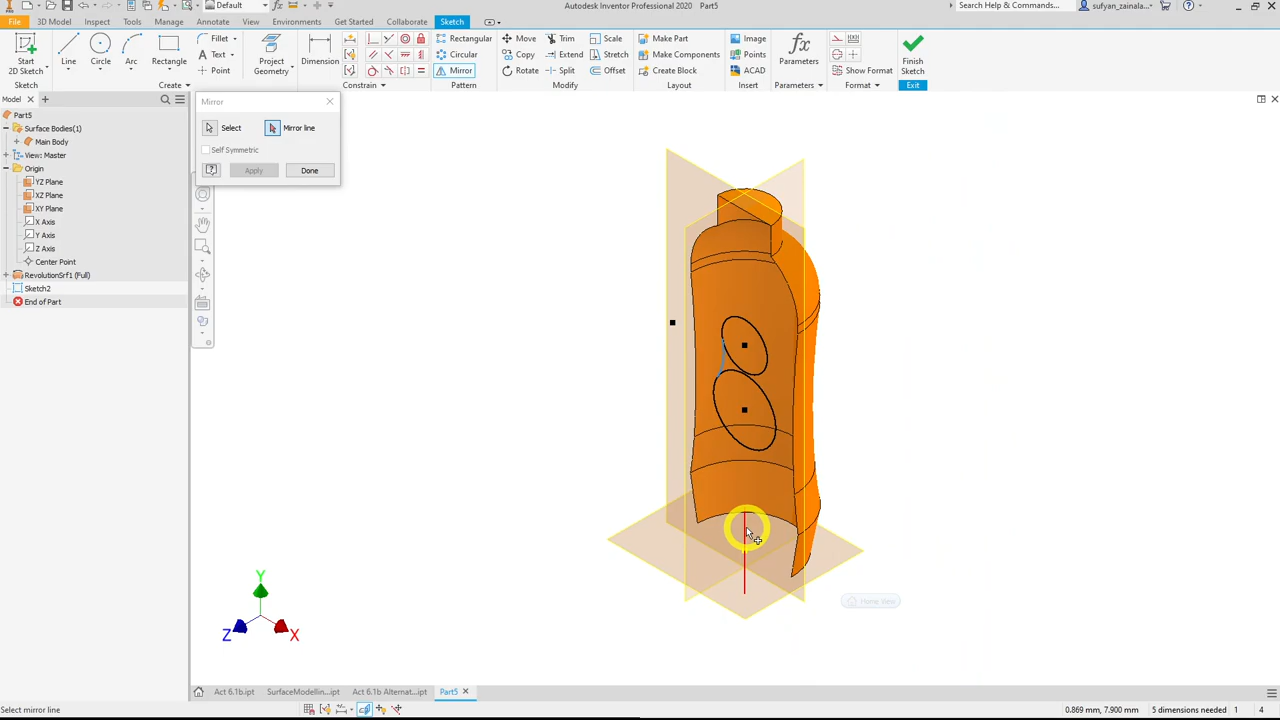 Default
Autodesk Inventor Professional 2020 Sketch2
Search Help & Commands...
sufyan_zainala...
File 3D Model Sketch Inspect Tools Manage Annotate View Environments Get Started Collaborate
Start 2D Sketch
Line Circle Arc Rectangle
Fillet
Text
Point
Dimension
Project Geometry
Rectangular
Circular
Mirror
Move
Copy
Rotate
Trim
Extend
Split
Scale
Stretch
Offset
Make Part
Make Components
Create Block
Image
Points
ACAD
Parameters
fx
Show Format
Finish Sketch
Create Constrain Pattern Modify Layout Insert Parameters Format Exit
Model
Part5
Surface Bodies(1)
Main Body
View: Master
Origin
YZ Plane
XZ Plane
XY Plane
X Axis
Y Axis
Z Axis
Center Point
RevolutionSrf1 (Full)
Sketch2
End of Part
Mirror
Select Mirror line
Self Symmetric
?
Apply Done
Home View
Y
Z X
Act 6.1b.ipt SurfaceModellin...ipt Act 6.1b Alternat...ipt Part5
Select mirror line
0.869 mm, 7.900 mm 5 dimensions needed 1 4